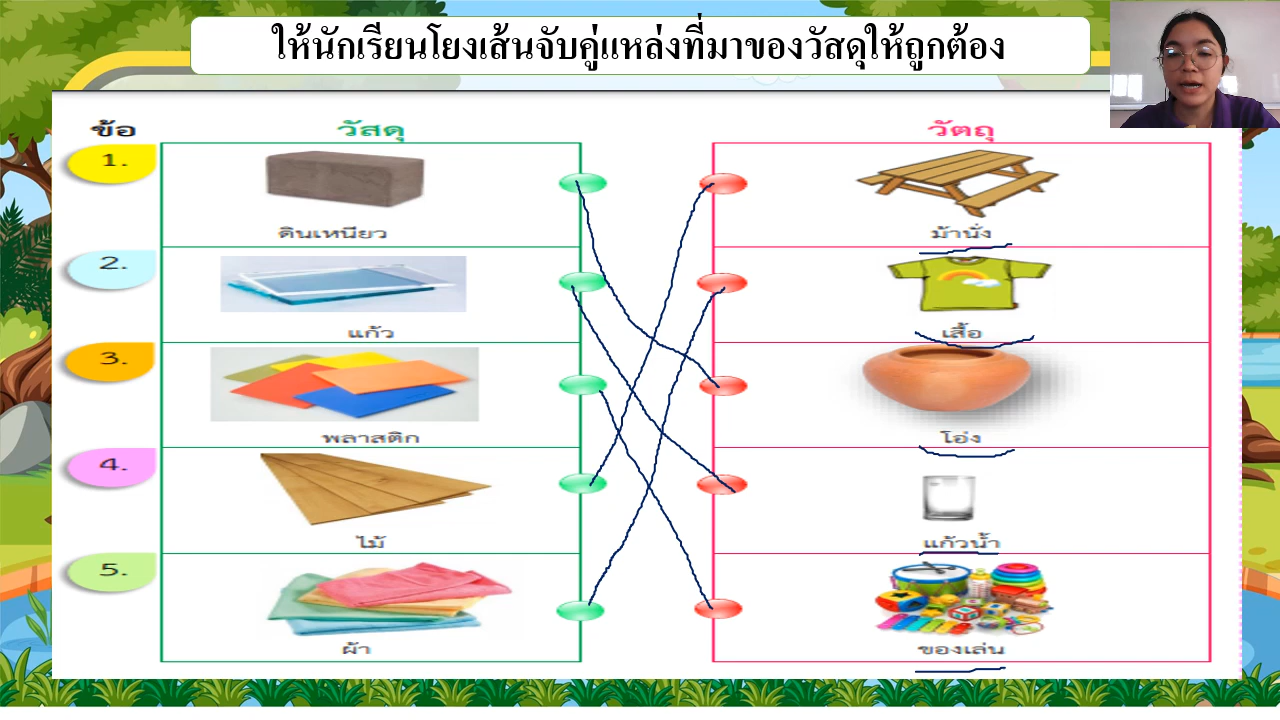 ให้นักเรียนโยงเส้นจับคู่แหล่งที่มาของวัสดุให้ถูกต้อง
ข้อ วัสดุ วัตถุ
1. ดินเหนียว ม้านั่ง
2. แก้ว เสื้อ
3. พลาสติก โอ่ง
4. ไม้ แก้วน้ำ
5. ผ้า ของเล่น